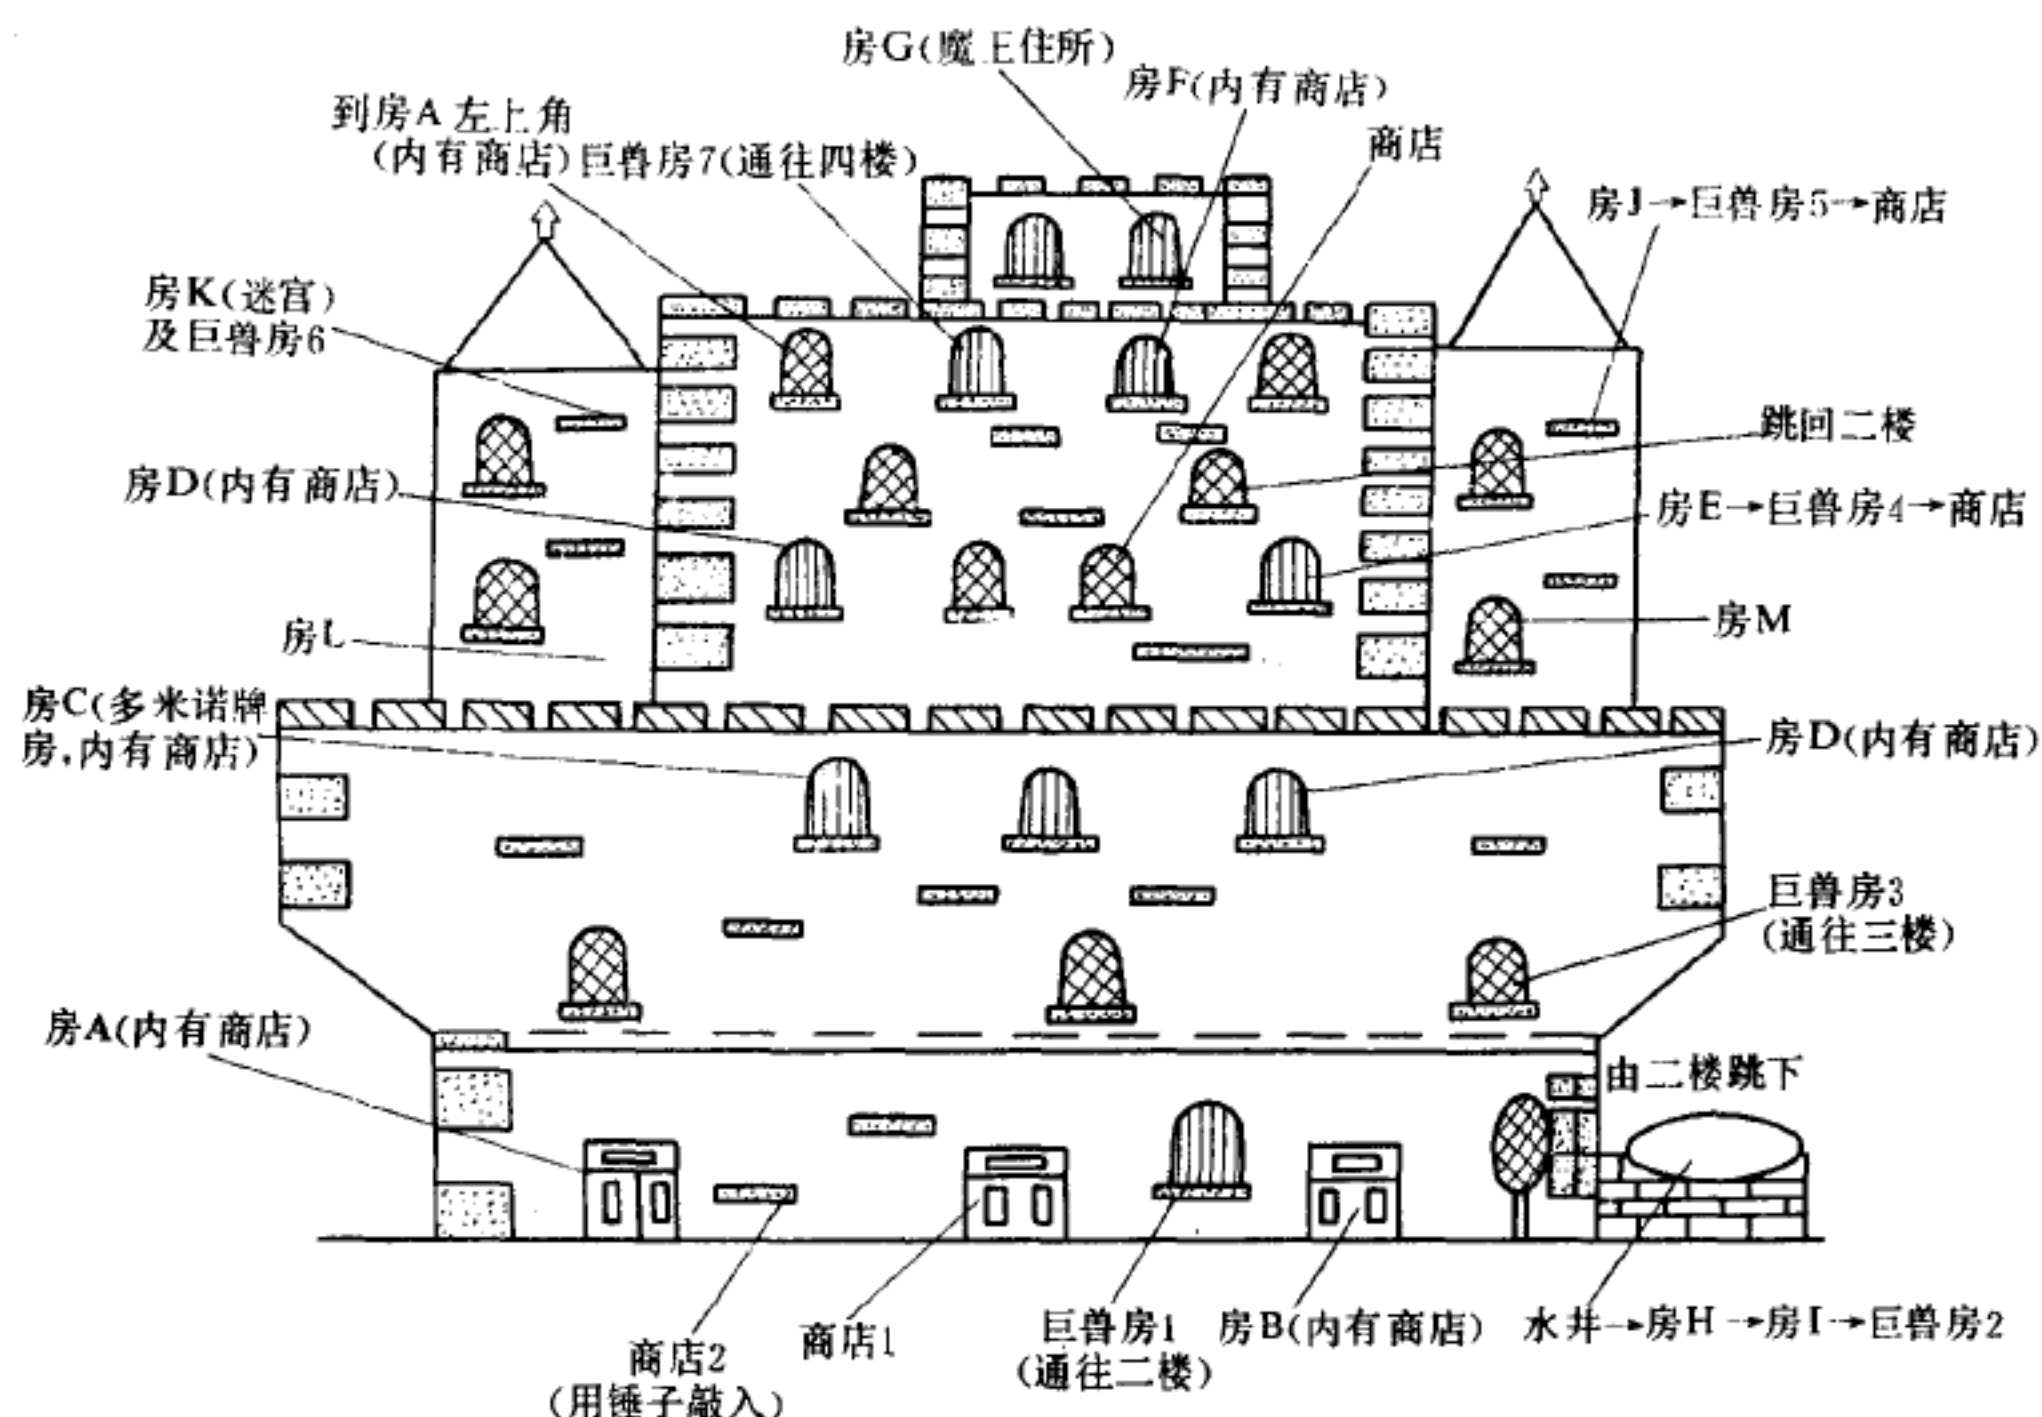 房G(魔王住所)
房F(内有商店)
到房A左上角
(内有商店)
巨兽房7(通往四楼)
商店
房J→巨兽房5→商店
房K(迷宫)
及巨兽房6
跳回二楼
房D(内有商店)
房E→巨兽房4→商店
房L
房M
房C(多米诺牌
房,内有商店)
房D(内有商店)
巨兽房3
(通往三楼)
房A(内有商店)
由二楼跳下
商店2
(用锤子敲入)
商店1
巨兽房1
(通往二楼)
房B(内有商店)
水井→房H→房I→巨兽房2